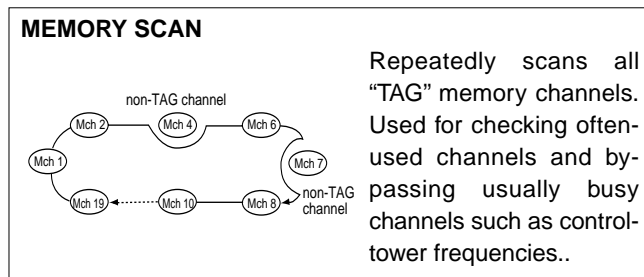 MEMORY SCAN
non-TAG channel
Mch 2
Mch 4
Mch 6
Mch 1
Mch 7
Mch 19
Mch 10
Mch 8
non-TAG
channel
Repeatedly scans all
“TAG” memory channels.
Used for checking often-
used channels and by-
passing usually busy
channels such as control-
tower frequencies..